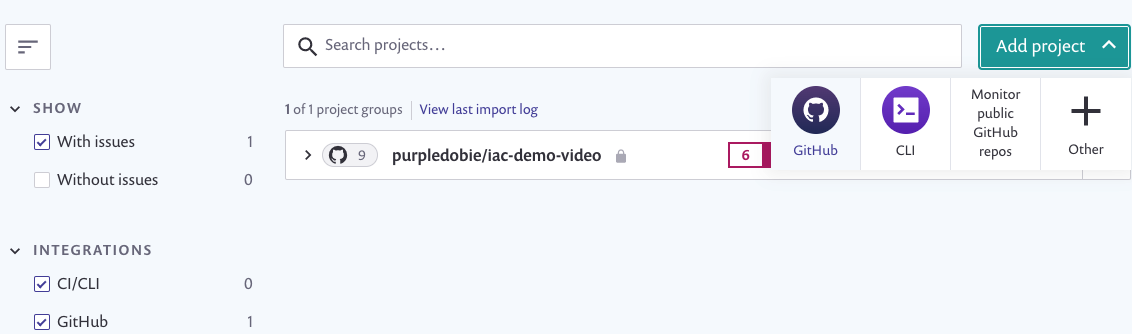 Search projects...
Add project
SHOW
With issues 1
Without issues 0
INTEGRATIONS
CI/CLI 0
GitHub 1
1 of 1 project groups
View last import log
9 purpledobie/iac-demo-video 6
GitHub
CLI
Monitor
public
GitHub
repos
Other